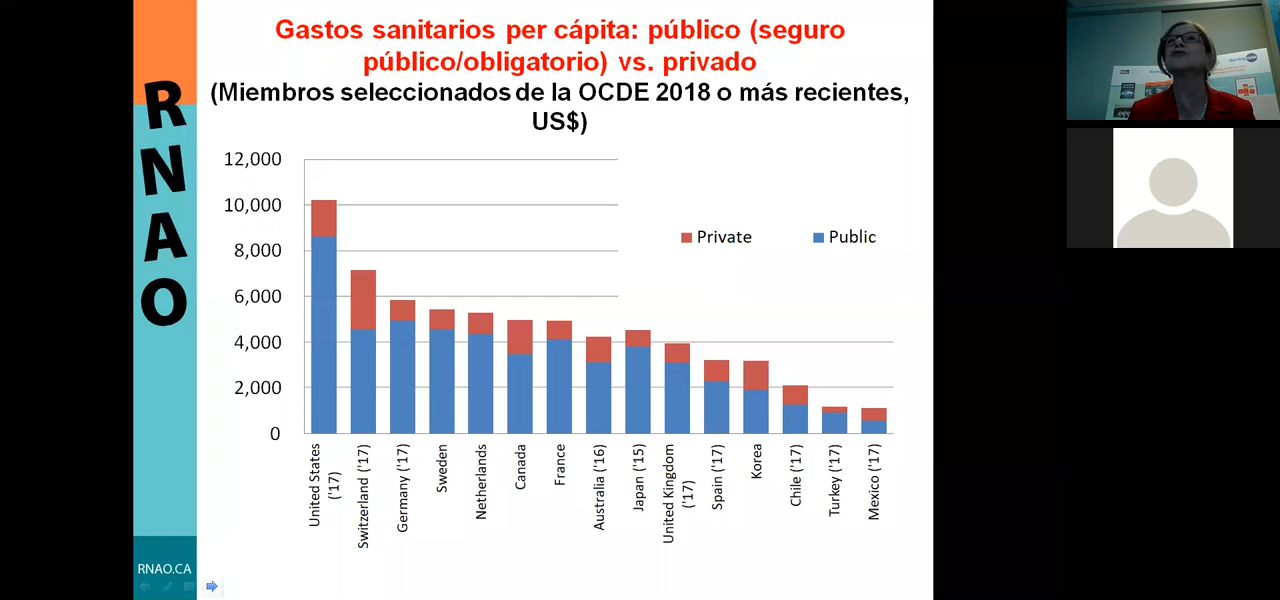 Gastos sanitarios per cápita: público (seguro
público/obligatorio) vs. privado
(Miembros seleccionados de la OCDE 2018 o más recientes,
US$)
RNAO
12,000
10,000
8,000
6,000
4,000
2,000
0
Private
Public
United States
('17)
Switzerland ('17)
Germany ('17)
Sweden
Netherlands
Canada
France
Australia ('16)
Japan ('15)
United Kingdom
('17)
Spain ('17)
Korea
Chile ('17)
Turkey ('17)
Mexico ('17)
RNAO.CA